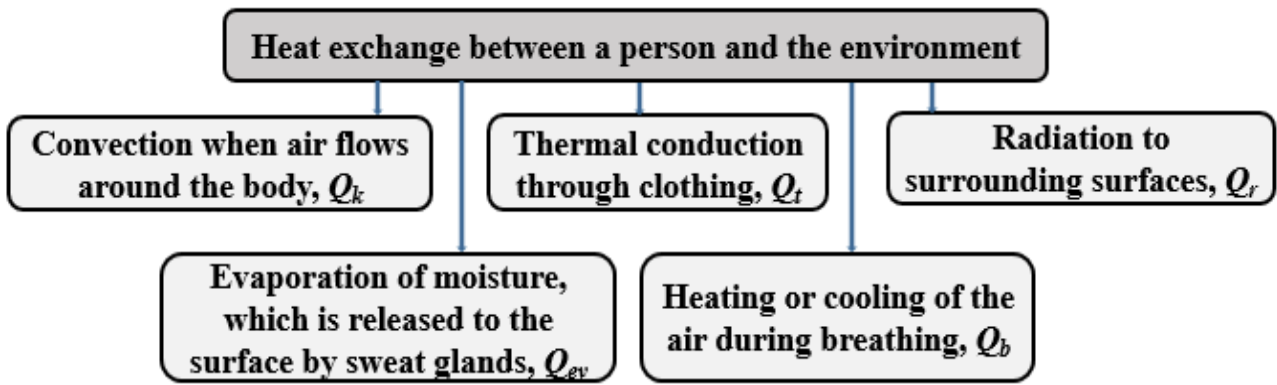 Heat exchange between a person and the environment
Convection when air flows
around the body, Qk
Thermal conduction
through clothing, Qt
Radiation to
surrounding surfaces, Qr
Evaporation of moisture,
which is released to the
surface by sweat glands, Qev
Heating or cooling of the
air during breathing, Qb